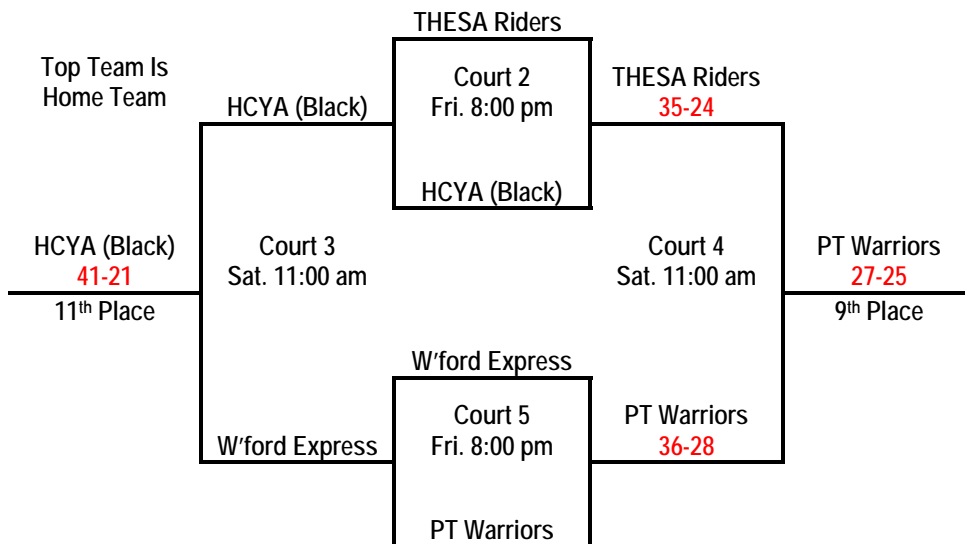 THESA Riders
Top Team Is
Home Team
Court 2
Fri. 8:00 pm
HCYA (Black)
THESA Riders
35-24
HCYA (Black)
HCYA (Black)
41-21
11th Place
Court 3
Sat. 11:00 am
Court 4
Sat. 11:00 am
PT Warriors
27-25
9th Place
W'ford Express
Court 5
Fri. 8:00 pm
W'ford Express
PT Warriors
36-28
PT Warriors